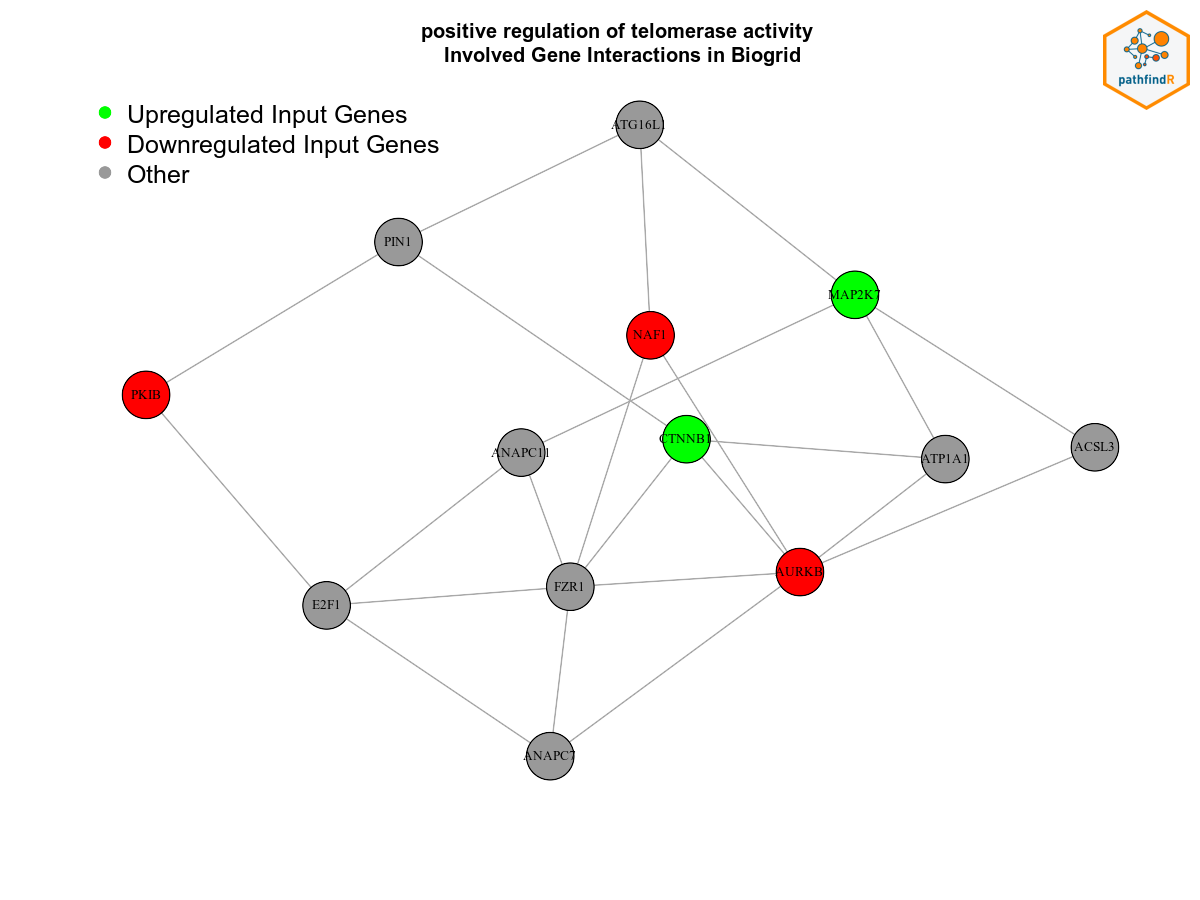 positive regulation of telomerase activity
Involved Gene Interactions in Biogrid
pathfindR
Upregulated Input Genes
Downregulated Input Genes
Other
ATG16L1
PIN1
MAP2K7
NAF1
PKIB
CTNNB1
ANAPC11
ATP1A1
ACSL3
AURKB
FZR1
E2F1
ANAPC7